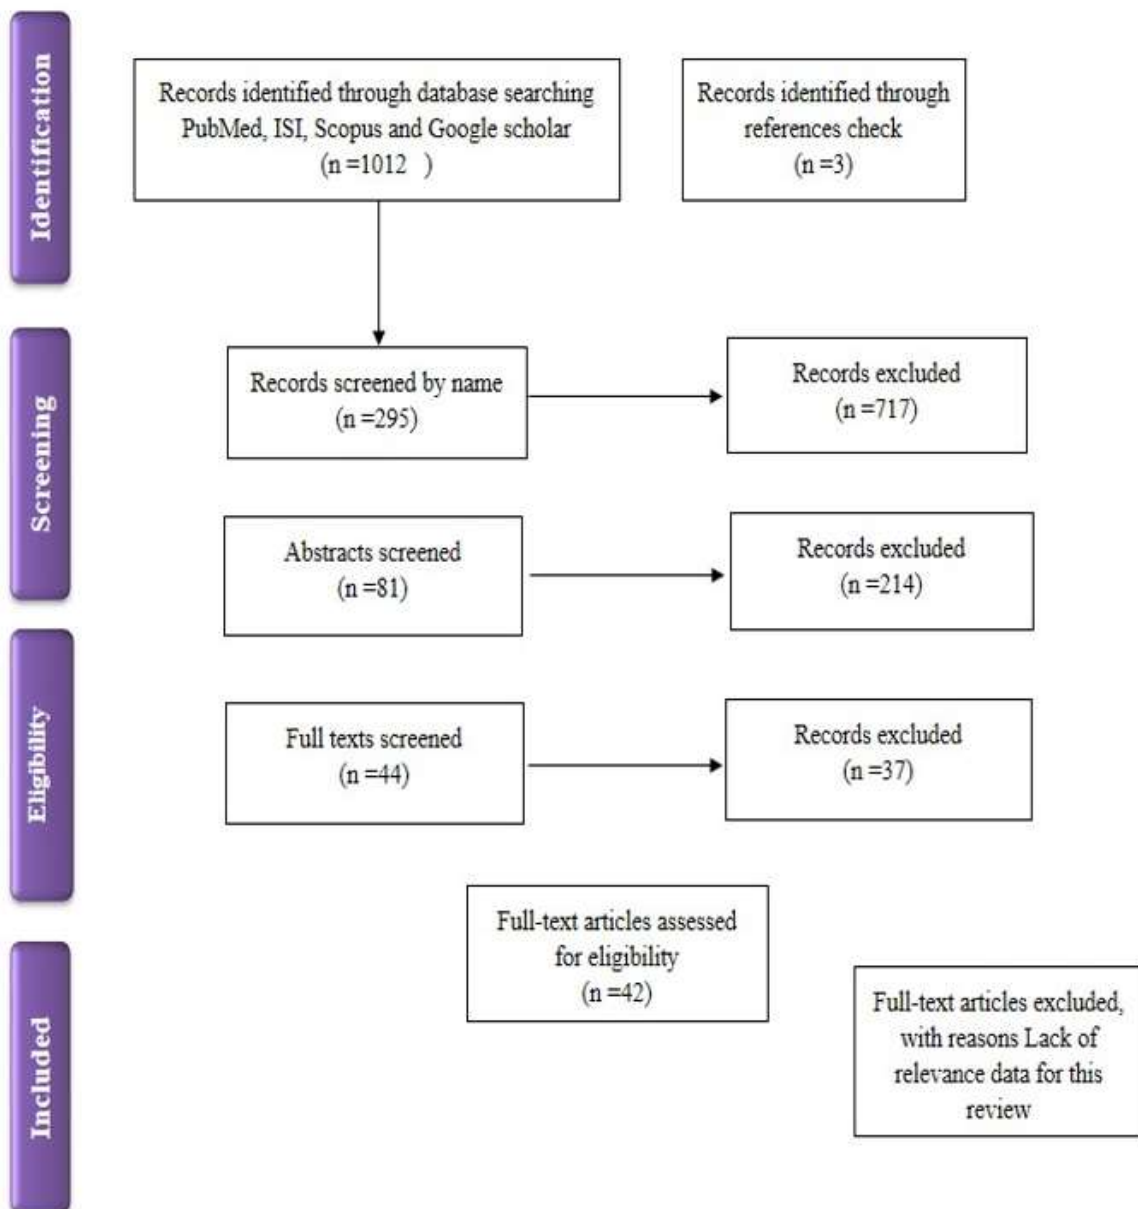 Identification
Records identified through database searching
PubMed, ISI, Scopus and Google scholar
(n =1012   )
Records identified through
references check
(n =3)
Screening
Records screened by name
(n =295)
Records excluded
(n =717)
Abstracts screened
(n =81)
Records excluded
(n =214)
Eligibility
Full texts screened
(n =44)
Records excluded
(n =37)
Full-text articles assessed
for eligibility
(n =42)
Included
Full-text articles excluded,
with reasons Lack of
relevance data for this
review